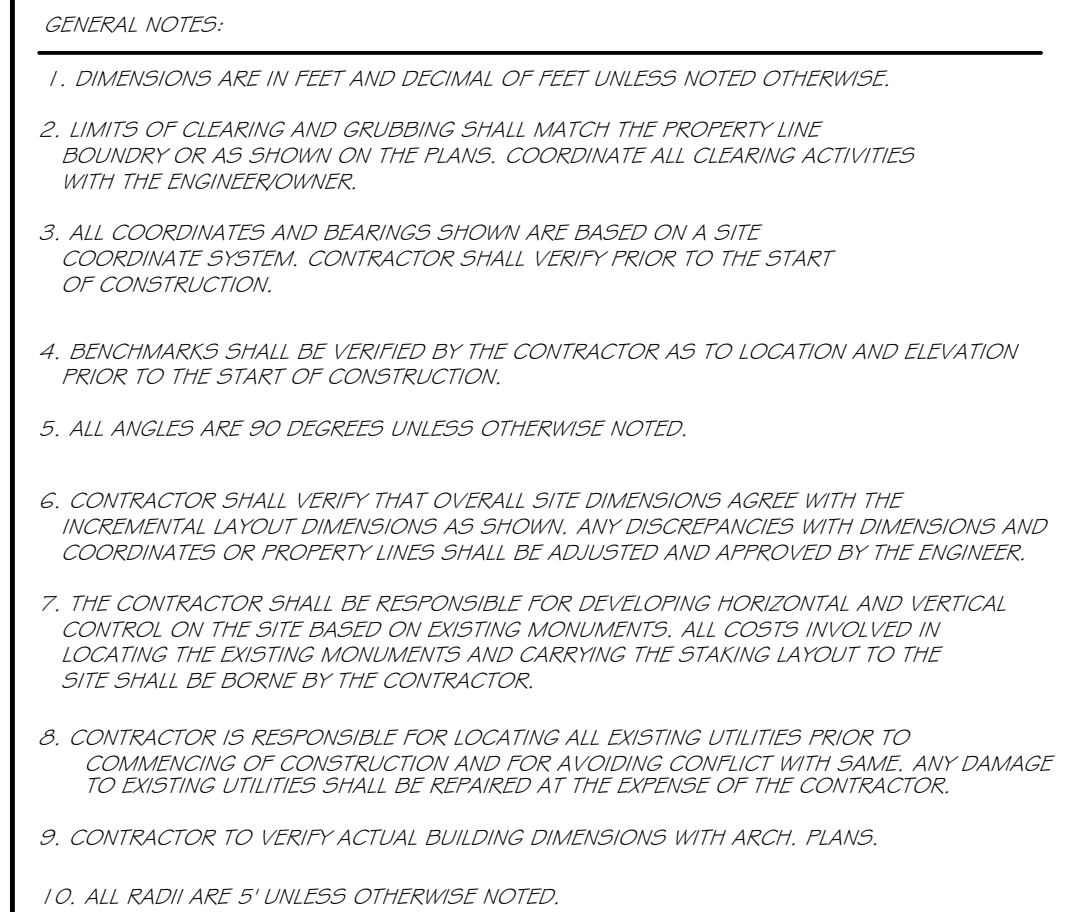 GENERAL NOTES:
1. DIMENSIONS ARE IN FEET AND DECIMAL OF FEET UNLESS NOTED OTHERWISE.
2. LIMITS OF CLEARING AND GRUBBING SHALL MATCH THE PROPERTY LINE
BOUNDRY OR AS SHOWN ON THE PLANS. COORDINATE ALL CLEARING ACTIVITIES
WITH THE ENGINEER/OWNER.
3. ALL COORDINATES AND BEARINGS SHOWN ARE BASED ON A SITE
COORDINATE SYSTEM. CONTRACTOR SHALL VERIFY PRIOR TO THE START
OF CONSTRUCTION.
4. BENCHMARKS SHALL BE VERIFIED BY THE CONTRACTOR AS TO LOCATION AND ELEVATION
PRIOR TO THE START OF CONSTRUCTION.
5. ALL ANGLES ARE 90 DEGREES UNLESS OTHERWISE NOTED.
6. CONTRACTOR SHALL VERIFY THAT OVERALL SITE DIMENSIONS AGREE WITH THE
INCREMENTAL LAYOUT DIMENSIONS AS SHOWN. ANY DISCREPANCIES WITH DIMENSIONS AND
COORDINATES OR PROPERTY LINES SHALL BE ADJUSTED AND APPROVED BY THE ENGINEER.
7. THE CONTRACTOR SHALL BE RESPONSIBLE FOR DEVELOPING HORIZONTAL AND VERTICAL
CONTROL ON THE SITE BASED ON EXISTING MONUMENTS. ALL COSTS INVOLVED IN
LOCATING THE EXISTING MONUMENTS AND CARRYING THE STAKING LAYOUT TO THE
SITE SHALL BE BORNE BY THE CONTRACTOR.
8. CONTRACTOR IS RESPONSIBLE FOR LOCATING ALL EXISTING UTILITIES PRIOR TO
COMMENCING OF CONSTRUCTION AND FOR AVOIDING CONFLICT WITH SAME. ANY DAMAGE
TO EXISTING UTILITIES SHALL BE REPAIRED AT THE EXPENSE OF THE CONTRACTOR.
9. CONTRACTOR TO VERIFY ACTUAL BUILDING DIMENSIONS WITH ARCH. PLANS.
10. ALL RADII ARE 5' UNLESS OTHERWISE NOTED.